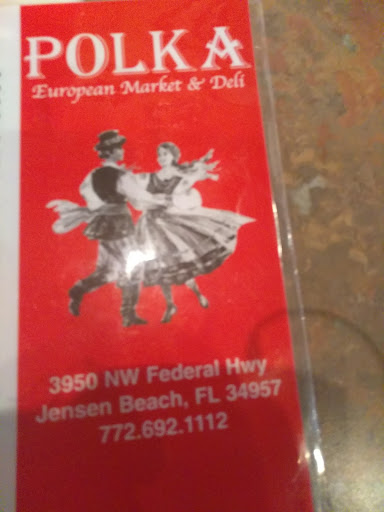 POLKA
European Market & Deli
3950 NW Federal Hwy
Jensen Beach, FL 34957
772.692.1112